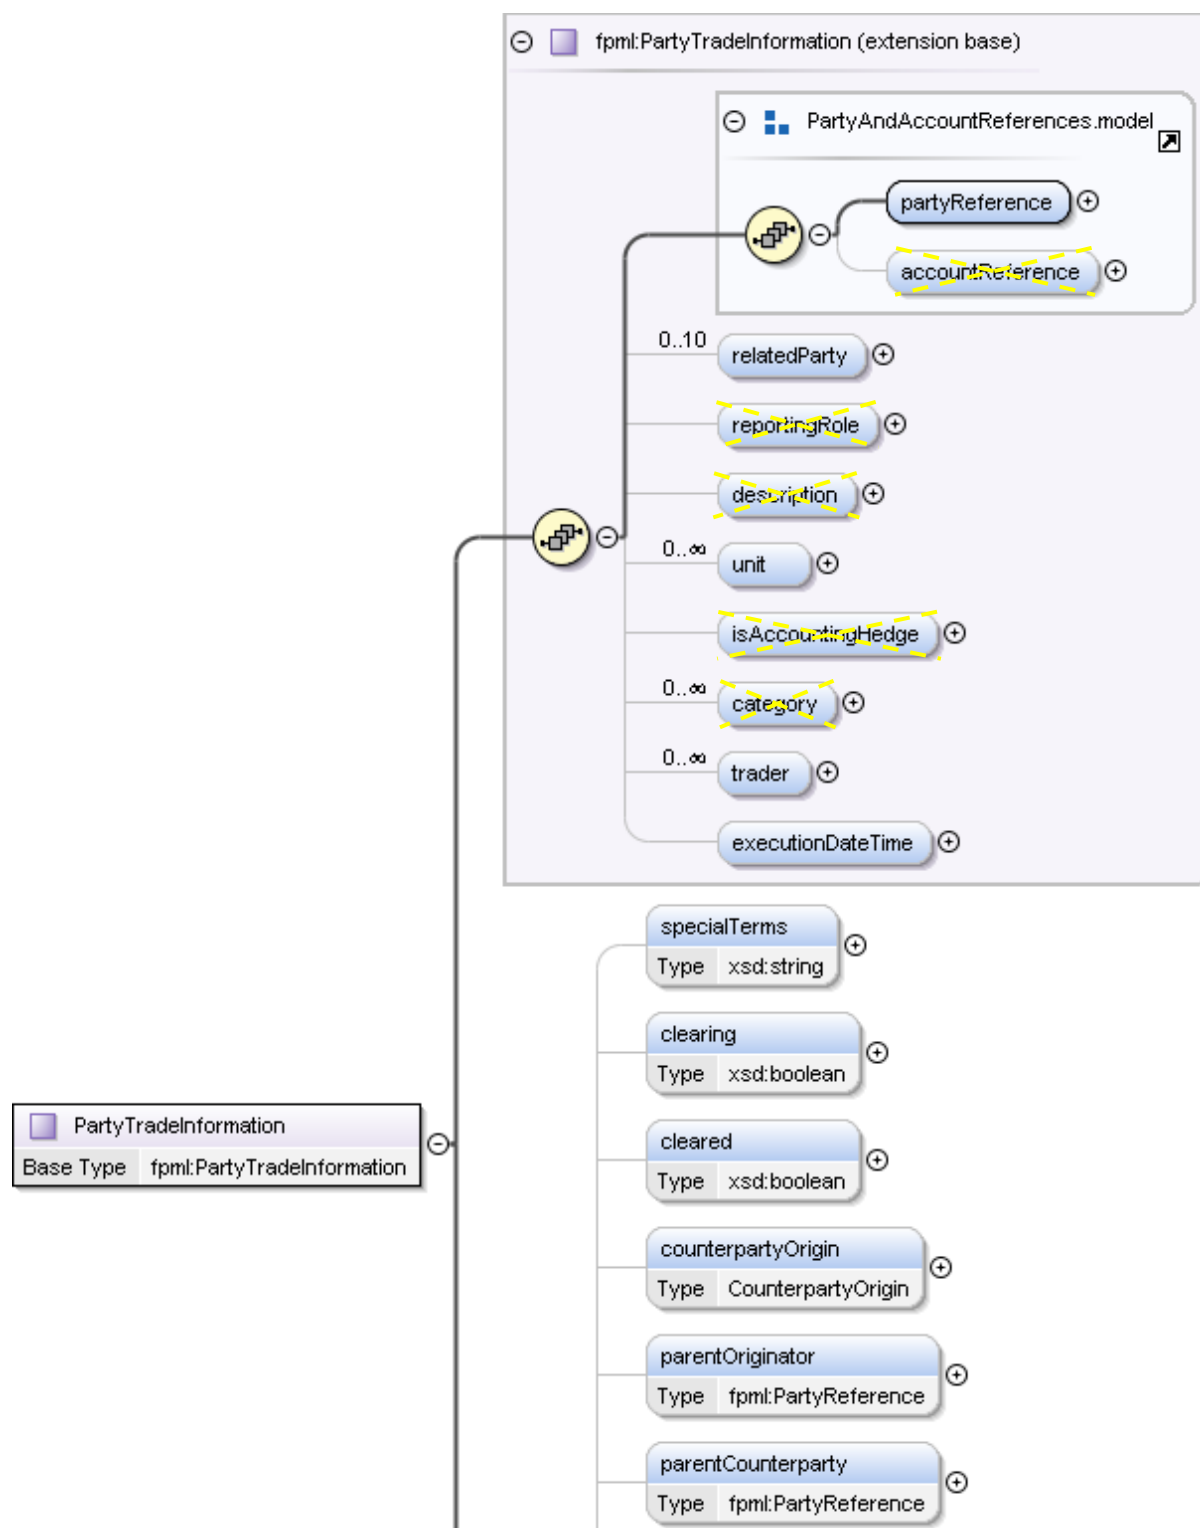 fpml:PartyTradeInformation (extension base)
PartyAndAccountReferences.model
partyReference
accountReference
0..10
relatedParty
reportingRole
description
0..∞
unit
isAccountingHedge
0..∞
category
0..∞
trader
executionDateTime
specialTerms
Type xsd:string
clearing
Type xsd:boolean
PartyTradeInformation
Base Type fpml:PartyTradeInformation
cleared
Type xsd:boolean
counterpartyOrigin
Type CounterpartyOrigin
parentOriginator
Type fpml:PartyReference
parentCounterparty
Type fpml:PartyReference